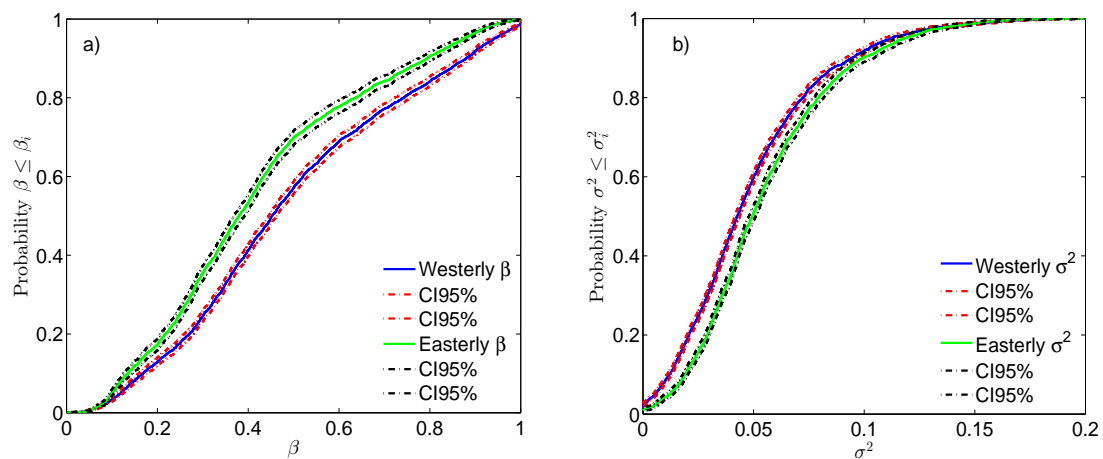 a)
Probability β ≤ βᵢ
1
0.8
0.6
0.4
0.2
0
0 0.2 0.4 0.6 0.8 1
β
Westerly β
CI95%
CI95%
Easterly β
CI95%
CI95%
b)
Probability σ² ≤ σᵢ²
1
0.8
0.6
0.4
0.2
0
0 0.05 0.1 0.15 0.2
σ²
Westerly σ²
CI95%
CI95%
Easterly σ²
CI95%
CI95%